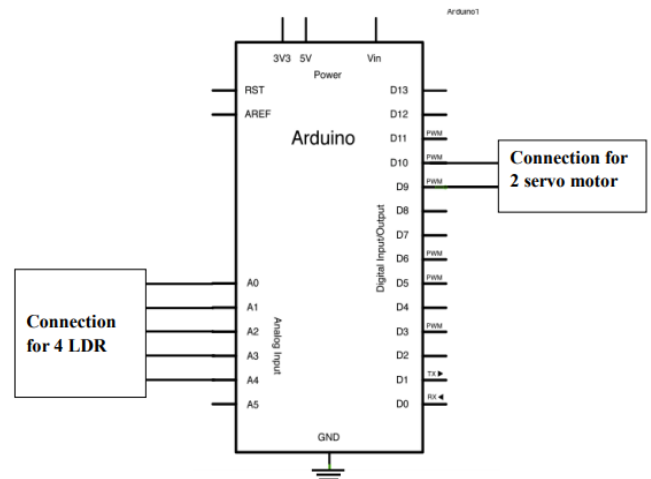 Arduino1
3V3 5V Vin
Power
RST
AREF
Arduino
D13
D12
D11 PWM
D10 PWM
D9 PWM
D8
D7
D6 PWM
D5 PWM
D4
D3 PWM
D2
D1 TX ▶
D0 RX ◀
Digital Input/Output
Connection for
2 servo motor
A0
A1
A2
A3
A4
A5
Analog Input
Connection
for 4 LDR
GND